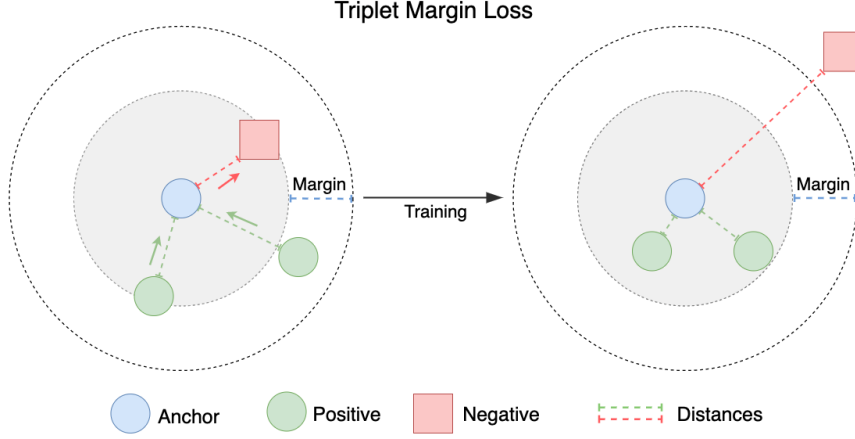 Triplet Margin Loss
Margin
Training
Margin
Anchor
Positive
Negative
Distances